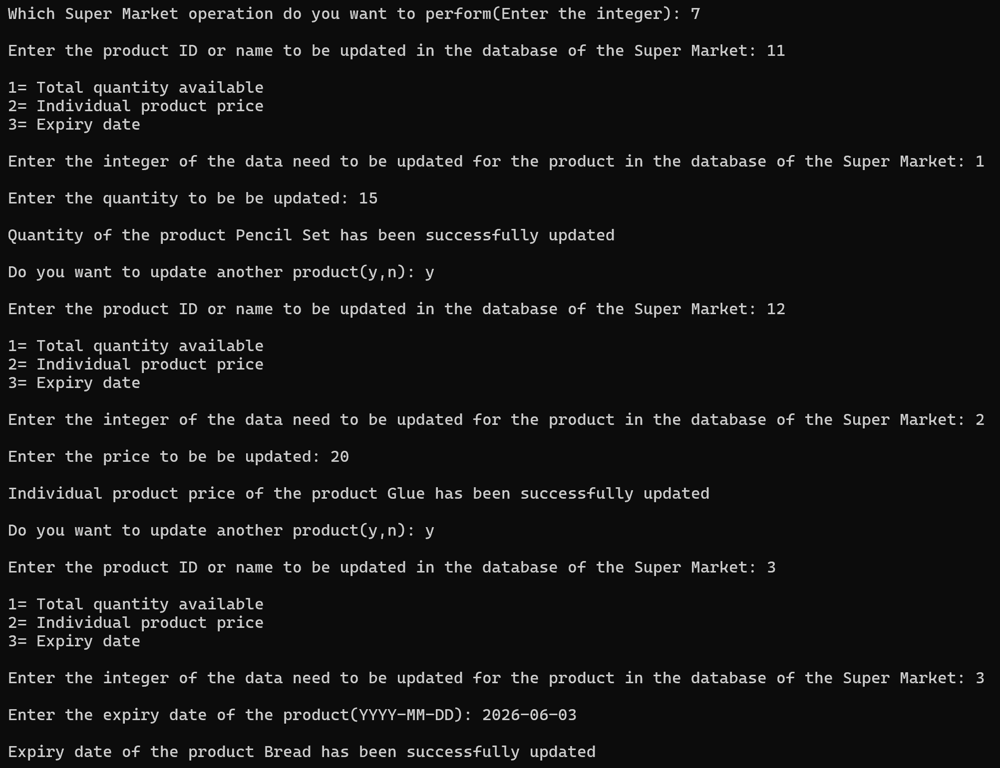 Which Super Market operation do you want to perform(Enter the integer): 7
Enter the product ID or name to be updated in the database of the Super Market: 11
1= Total quantity available
2= Individual product price
3= Expiry date
Enter the integer of the data need to be updated for the product in the database of the Super Market: 1
Enter the quantity to be be updated: 15
Quantity of the product Pencil Set has been successfully updated
Do you want to update another product(y,n): y
Enter the product ID or name to be updated in the database of the Super Market: 12
1= Total quantity available
2= Individual product price
3= Expiry date
Enter the integer of the data need to be updated for the product in the database of the Super Market: 2
Enter the price to be be updated: 20
Individual product price of the product Glue has been successfully updated
Do you want to update another product(y,n): y
Enter the product ID or name to be updated in the database of the Super Market: 3
1= Total quantity available
2= Individual product price
3= Expiry date
Enter the integer of the data need to be updated for the product in the database of the Super Market: 3
Enter the expiry date of the product(YYYY-MM-DD): 2026-06-03
Expiry date of the product Bread has been successfully updated